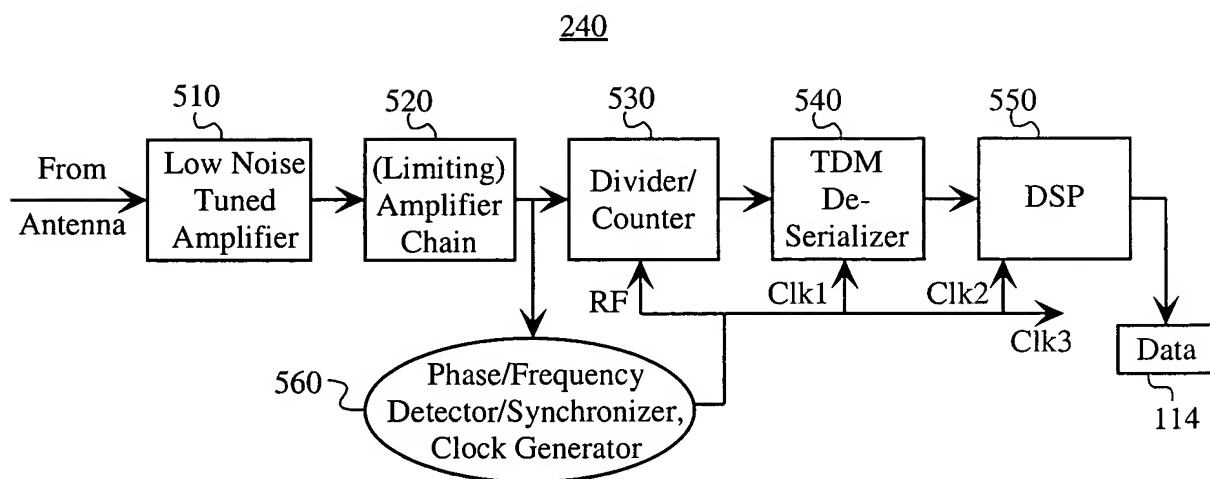 240
510
520
530
540
550
From
Antenna
Low Noise
Tuned
Amplifier
(Limiting)
Amplifier
Chain
Divider/
Counter
TDM
De-
Serializer
DSP
RF
Clk1
Clk2
Clk3
Data
114
560
Phase/Frequency
Detector/Synchronizer,
Clock Generator